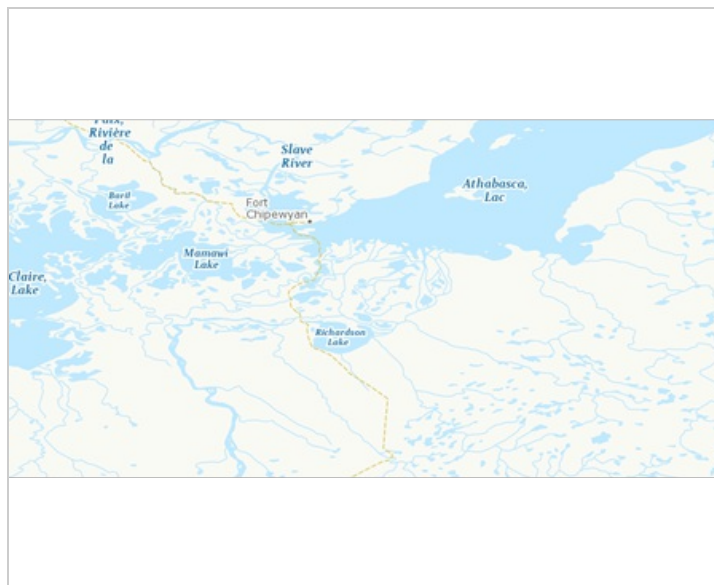 Paix,
Rivière
de
la
Slave
River
Athabasca,
Lac
Baril
Lake
Fort
Chipewyan
Mamawi
Lake
Claire,
Lake
Richardson
Lake